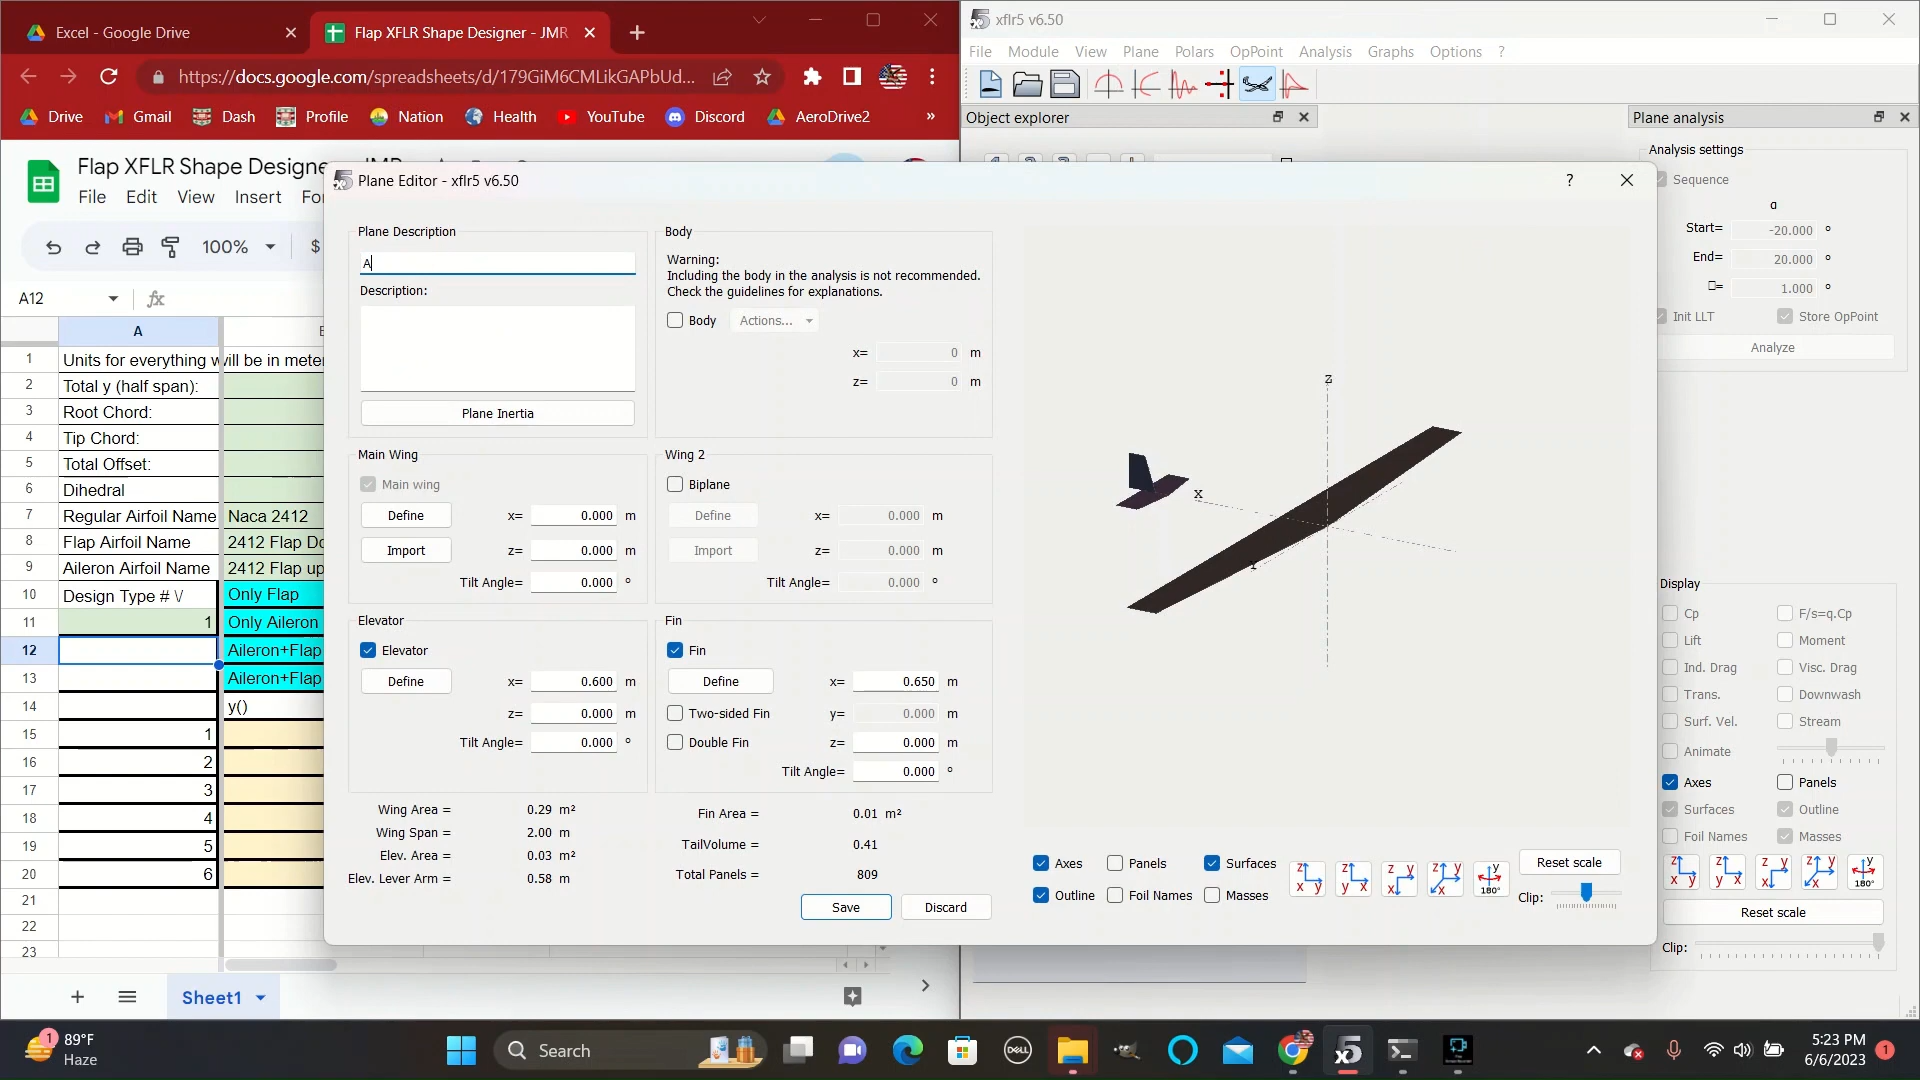 Excel - Google Drive
Flap XFLR Shape Designer - JMR
https://docs.google.com/spreadsheets/d/179GiM6CMLikGAPbUd...
Drive
Gmail
Dash
Profile
Nation
Health
YouTube
Discord
AeroDrive2
»
Flap XFLR Shape Designe
File Edit View Insert Fo
100%
$
A12
fx
A
1 Units for everything will be in meter
2 Total y (half span):
3 Root Chord:
4 Tip Chord:
5 Total Offset:
6 Dihedral
7 Regular Airfoil Name Naca 2412
8 Flap Airfoil Name 2412 Flap Do
9 Aileron Airfoil Name 2412 Flap up
10 Design Type # \/ Only Flap
11 1 Only Aileron
12 Aileron+Flap
13 Aileron+Flap
14 y()
15 1
16 2
17 3
18 4
19 5
20 6
21
22
23
Sheet1
xflr5 v6.50
File Module View Plane Polars OpPoint Analysis Graphs Options ?
Object explorer
Plane analysis
Analysis settings
Sequence
α
Start= -20.000 °
End= 20.000 °
= 1.000 °
Init LLT Store OpPoint
Analyze
Display
Cp F/s=q.Cp
Lift Moment
Ind. Drag Visc. Drag
Trans. Downwash
Surf. Vel. Stream
Animate
Axes Panels
Surfaces Outline
Foil Names Masses
Z X Y
Z Y X
Z Y X
Z Y X
Y 180°
Reset scale
Clip:
Plane Editor - xflr5 v6.50
?
Plane Description
A
Description:
Plane Inertia
Body
Warning:
Including the body in the analysis is not recommended.
Check the guidelines for explanations.
Body Actions...
x= 0 m
z= 0 m
Main Wing
Main wing
Define x= 0.000 m
Import z= 0.000 m
Tilt Angle= 0.000 °
Wing 2
Biplane
Define x= 0.000 m
Import z= 0.000 m
Tilt Angle= 0.000 °
Elevator
Elevator
Define x= 0.600 m
z= 0.000 m
Tilt Angle= 0.000 °
Fin
Fin
Define x= 0.650 m
Two-sided Fin y= 0.000 m
Double Fin z= 0.000 m
Tilt Angle= 0.000 °
Wing Area = 0.29 m²
Wing Span = 2.00 m
Elev. Area = 0.03 m²
Elev. Lever Arm = 0.58 m
Fin Area = 0.01 m²
TailVolume = 0.41
Total Panels = 809
Save Discard
Z
X
Axes Panels Surfaces
Outline Foil Names Masses
Z X Y
Z Y X
Z Y X
Z Y X
Y 180°
Reset scale
Clip:
1
89°F
Haze
Search
DELL
x5
5:23 PM
6/6/2023
1